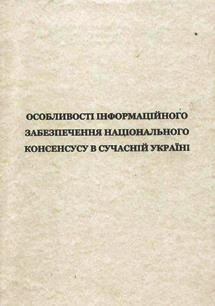 ОСОБЛИВОСТІ ІНФОРМАЦІЙНОГО
ЗАБЕЗПЕЧЕННЯ НАЦІОНАЛЬНОГО
КОНСЕНСУСУ В СУЧАСНІЙ УКРАЇНІ